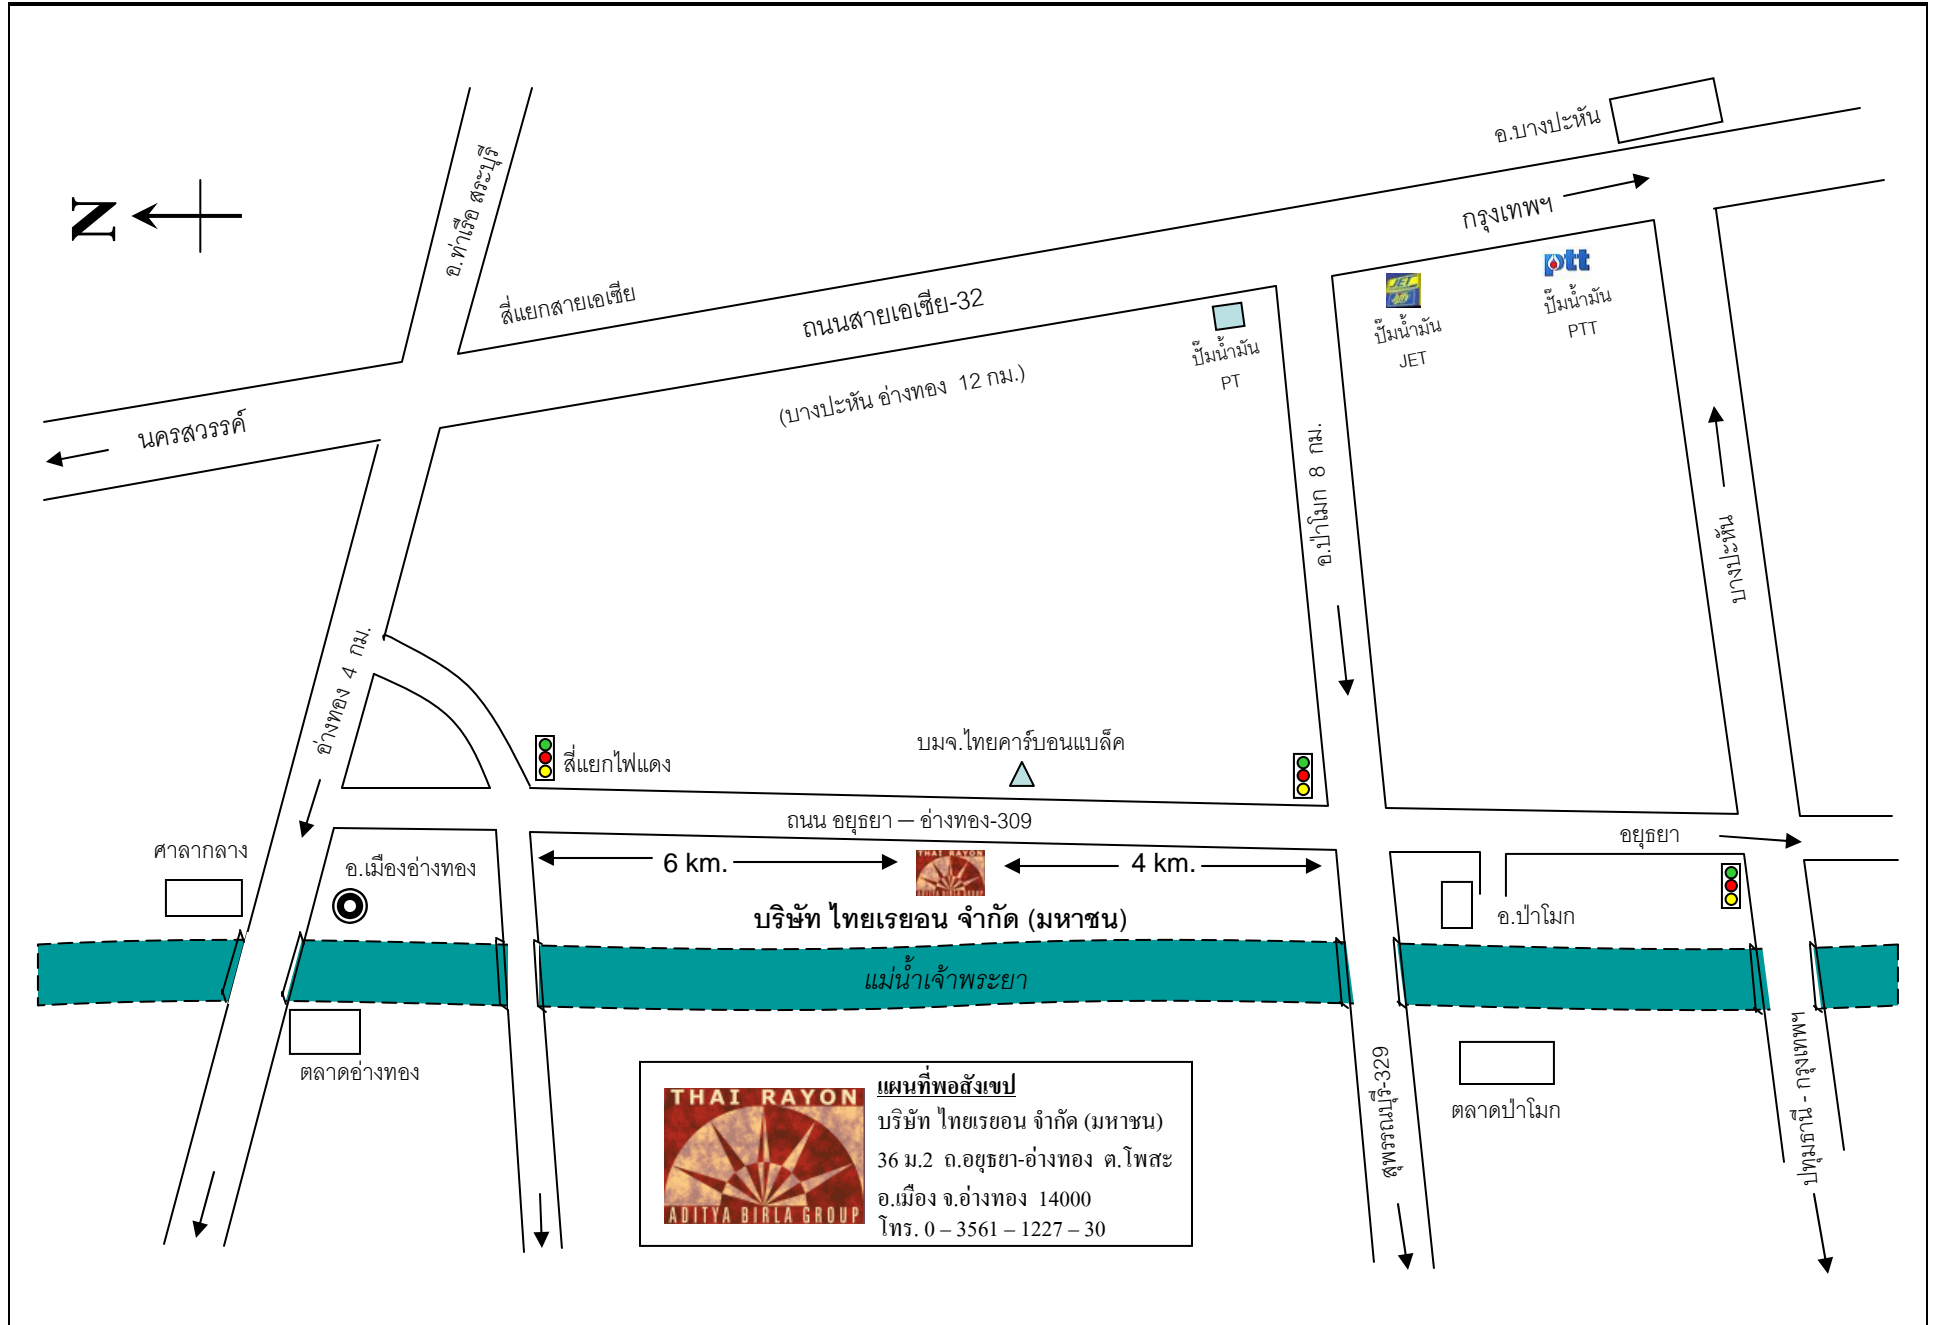 อ.บางปะหัน
อ.ท่าเรือ สระบุรี
N
กรุงเทพฯ
ptt
JET
Jiffy
สี่แยกสายเอเซีย
ถนนสายเอเซีย-32
ปั๊มน้ำมัน
PTT
ปั๊มน้ำมัน
JET
ปั๊มน้ำมัน
PT
(บางปะหัน อ่างทอง 12 กม.)
นครสวรรค์
อ.ป่าโมก 8 กม.
บางปะหัน
อ่างทอง 4 กม.
สี่แยกไฟแดง
บมจ.ไทยคาร์บอนแบล็ค
ถนน อยุธยา – อ่างทอง-309
อยุธยา
ศาลากลาง
อ.เมืองอ่างทอง
6 km.
THAI RAYON
ADITYA BIRLA GROUP
4 km.
บริษัท ไทยเรยอน จำกัด (มหาชน)
อ.ป่าโมก
แม่น้ำเจ้าพระยา
ตลาดอ่างทอง
สุพรรณบุรี-329
ตลาดป่าโมก
ปทุมธานี - กรุงเทพฯ
THAI RAYON
ADITYA BIRLA GROUP
แผนที่พอสังเขป
บริษัท ไทยเรยอน จำกัด (มหาชน)
36 ม.2 ถ.อยุธยา-อ่างทอง ต.โพสะ
อ.เมือง จ.อ่างทอง 14000
โทร. 0 – 3561 – 1227 – 30